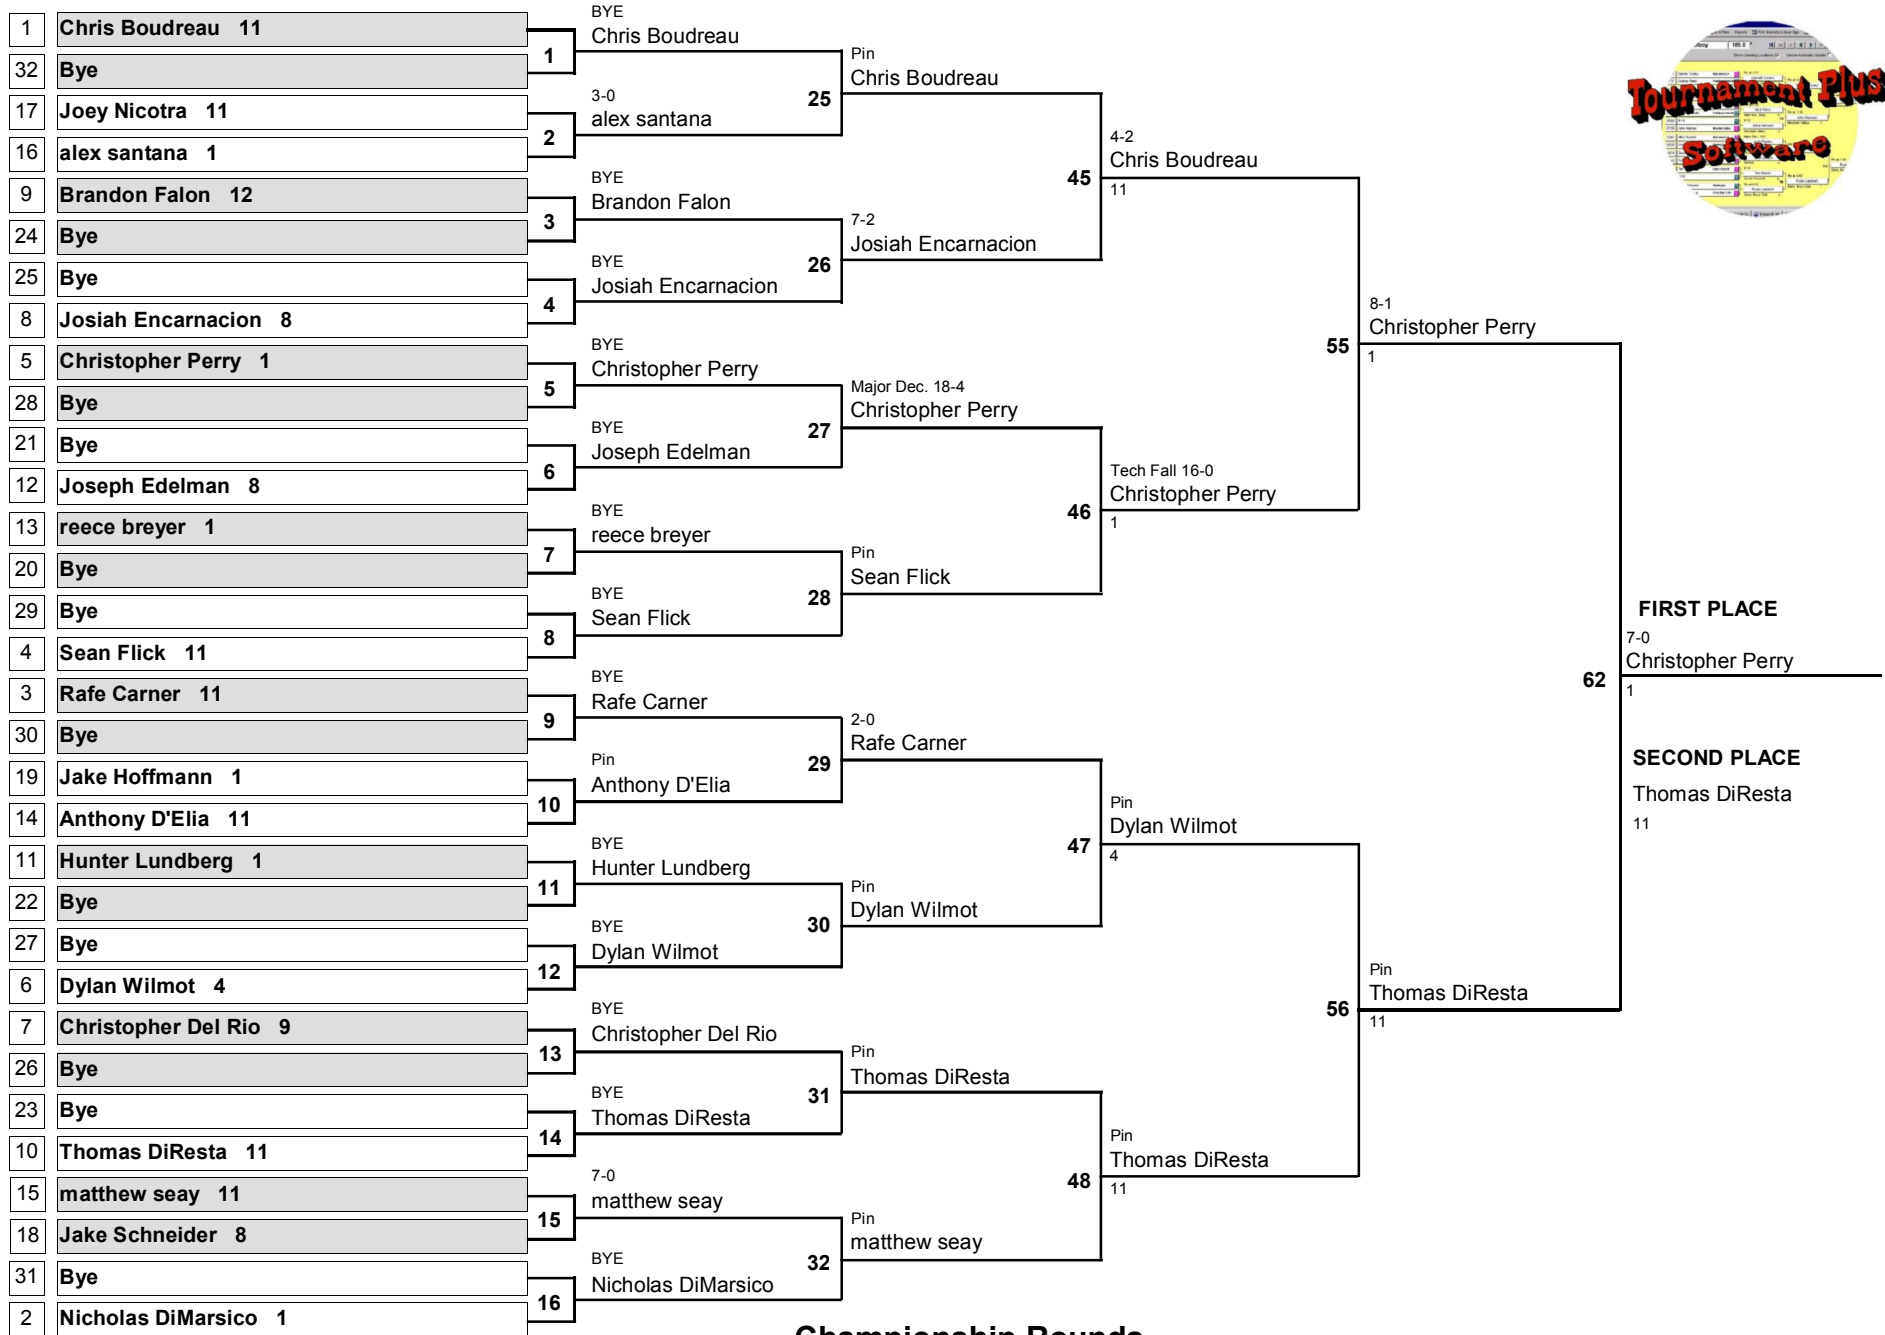 1 Chris Boudreau 11
32 Bye
17 Joey Nicotra 11
16 alex santana 1
9 Brandon Falon 12
24 Bye
25 Bye
8 Josiah Encarnacion 8
5 Christopher Perry 1
28 Bye
21 Bye
12 Joseph Edelman 8
13 reece breyer 1
20 Bye
29 Bye
4 Sean Flick 11
3 Rafe Carner 11
30 Bye
19 Jake Hoffmann 1
14 Anthony D'Elia 11
11 Hunter Lundberg 1
22 Bye
27 Bye
6 Dylan Wilmot 4
7 Christopher Del Rio 9
26 Bye
23 Bye
10 Thomas DiResta 11
15 matthew seay 11
18 Jake Schneider 8
31 Bye
2 Nicholas DiMarsico 1
BYE
Chris Boudreau
1
3-0
alex santana
2
BYE
Brandon Falon
3
BYE
Josiah Encarnacion
4
BYE
Christopher Perry
5
BYE
Joseph Edelman
6
BYE
reece breyer
7
BYE
Sean Flick
8
BYE
Rafe Carner
9
Pin
Anthony D'Elia
10
BYE
Hunter Lundberg
11
BYE
Dylan Wilmot
12
BYE
Christopher Del Rio
13
BYE
Thomas DiResta
14
7-0
matthew seay
15
BYE
Nicholas DiMarsico
16
Pin
Chris Boudreau
25
7-2
Josiah Encarnacion
26
Major Dec. 18-4
Christopher Perry
27
Pin
Sean Flick
28
2-0
Rafe Carner
29
Pin
Dylan Wilmot
30
Pin
Thomas DiResta
31
Pin
matthew seay
32
4-2
Chris Boudreau
45
11
Tech Fall 16-0
Christopher Perry
46
1
Pin
Dylan Wilmot
47
4
Pin
Thomas DiResta
48
11
8-1
Christopher Perry
55
1
Pin
Thomas DiResta
56
11
FIRST PLACE
7-0
Christopher Perry
62
1
SECOND PLACE
Thomas DiResta
11
Tournament Plus
Software
Championship Rounds